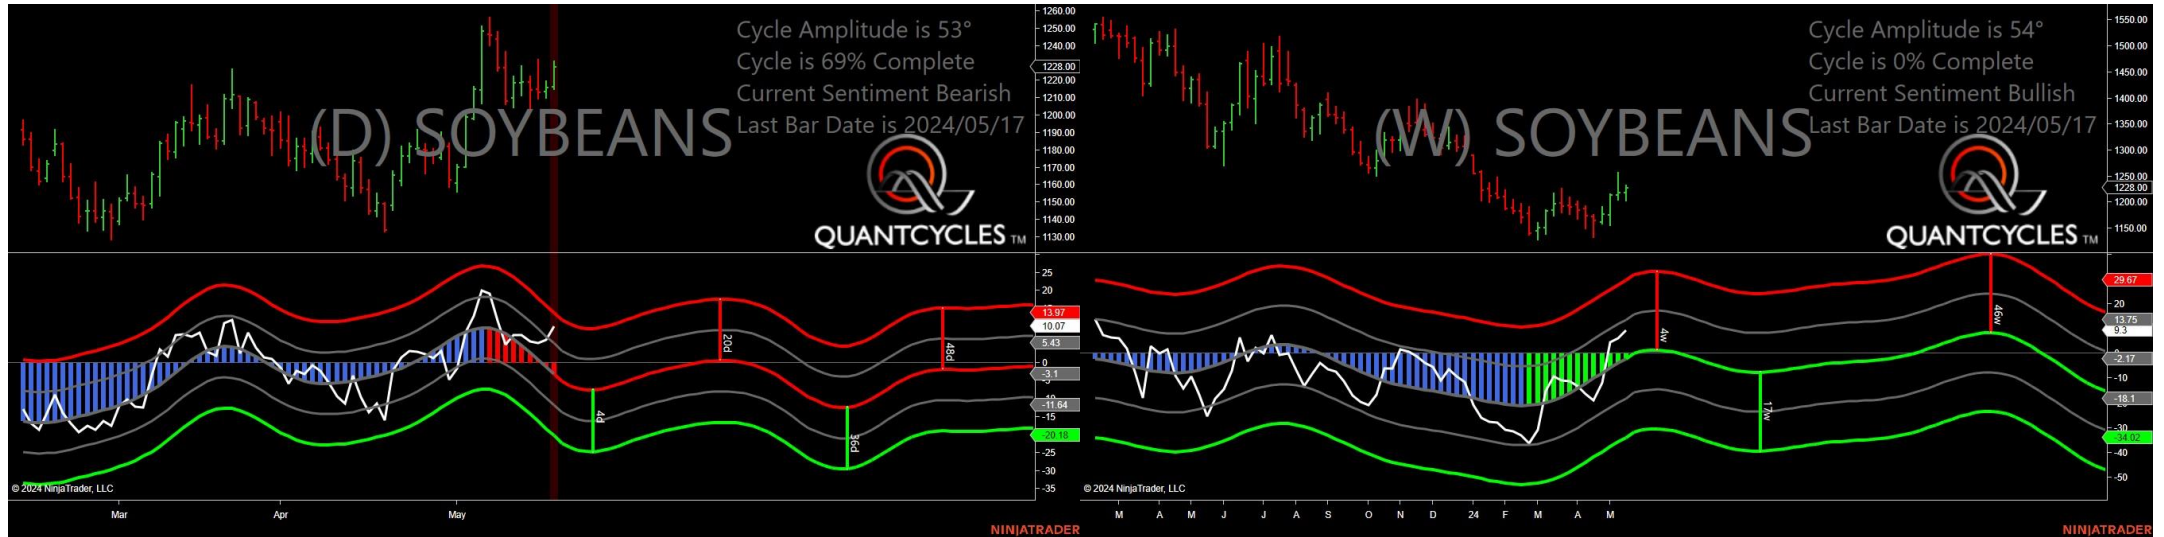 Cycle Amplitude is 53°
Cycle is 69% Complete
Current Sentiment Bearish
Last Bar Date is 2024/05/17
(D) SOYBEANS
QUANTCYCLES TM
1260.00
1250.00
1240.00
1228.00
1220.00
1210.00
1200.00
1190.00
1180.00
1170.00
1160.00
1150.00
1140.00
1130.00
25
20
13.97
10.07
5.43
0
-3.1
-11.64
-15
-20.18
-25
-30
-35
4d
20d
36d
48d
© 2024 NinjaTrader, LLC
Mar
Apr
May
NINJATRADER
Cycle Amplitude is 54°
Cycle is 0% Complete
Current Sentiment Bullish
Last Bar Date is 2024/05/17
(W) SOYBEANS
QUANTCYCLES TM
1550.00
1500.00
1450.00
1400.00
1350.00
1300.00
1250.00
1228.00
1200.00
1150.00
29.67
20
13.75
9.3
-2.17
-10
-18.1
-30
-34.02
-40
-50
4w
17w
46w
© 2024 NinjaTrader, LLC
M
A
M
J
J
A
S
O
N
D
24
F
M
A
M
NINJATRADER